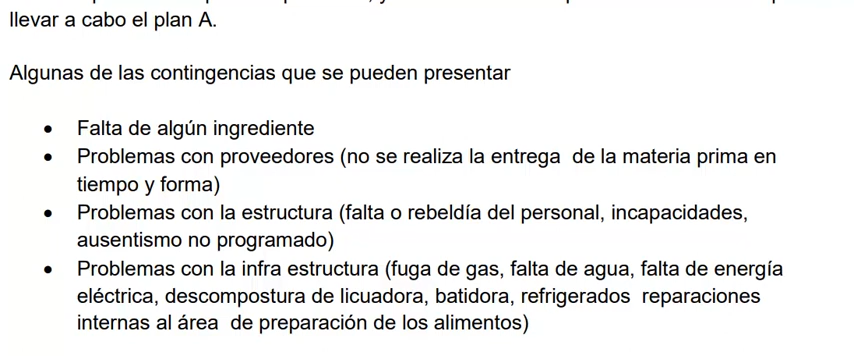 llevar a cabo el plan A.
Algunas de las contingencias que se pueden presentar
• Falta de algún ingrediente
• Problemas con proveedores (no se realiza la entrega  de la materia prima en
tiempo y forma)
• Problemas con la estructura (falta o rebeldía del personal, incapacidades,
ausentismo no programado)
• Problemas con la infra estructura (fuga de gas, falta de agua, falta de energía
eléctrica, descompostura de licuadora, batidora, refrigerados  reparaciones
internas al área  de preparación de los alimentos)